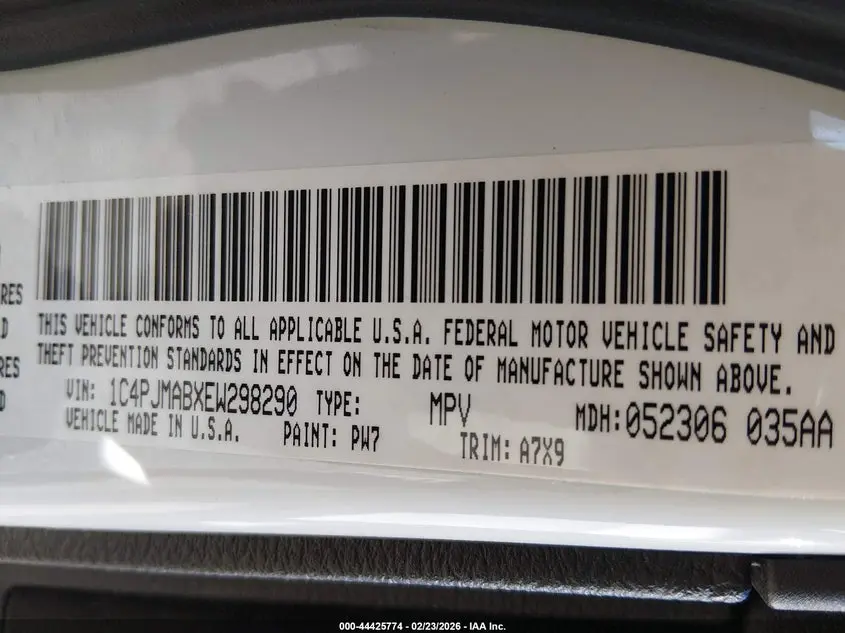 RES
D
RES
D
THIS VEHICLE CONFORMS TO ALL APPLICABLE U.S.A. FEDERAL MOTOR VEHICLE SAFETY AND
THEFT PREVENTION STANDARDS IN EFFECT ON THE DATE OF MANUFACTURE SHOWN ABOVE.
VIN: 1C4PJMABXEW298290 TYPE: MPV MDH:052306 035AA
VEHICLE MADE IN U.S.A. PAINT: PW7 TRIM: A7X9
000-44425774 - 02/23/2026 - IAA Inc.